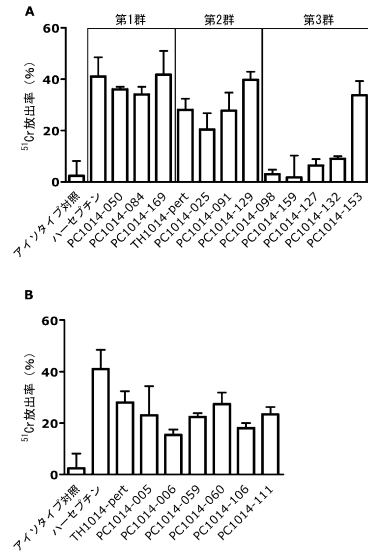 A
第1群 第2群 第3群
60
40
20
0
⁵¹Cr放出率 (%)
アイソタイプ対照
ハーセプチン
PC1014-050
PC1014-084
PC1014-169
TH1014-pert
PC1014-025
PC1014-091
PC1014-129
PC1014-098
PC1014-159
PC1014-127
PC1014-132
PC1014-153
B
60
40
20
0
⁵¹Cr放出率 (%)
アイソタイプ対照
ハーセプチン
TH1014-pert
PC1014-005
PC1014-006
PC1014-059
PC1014-060
PC1014-106
PC1014-111